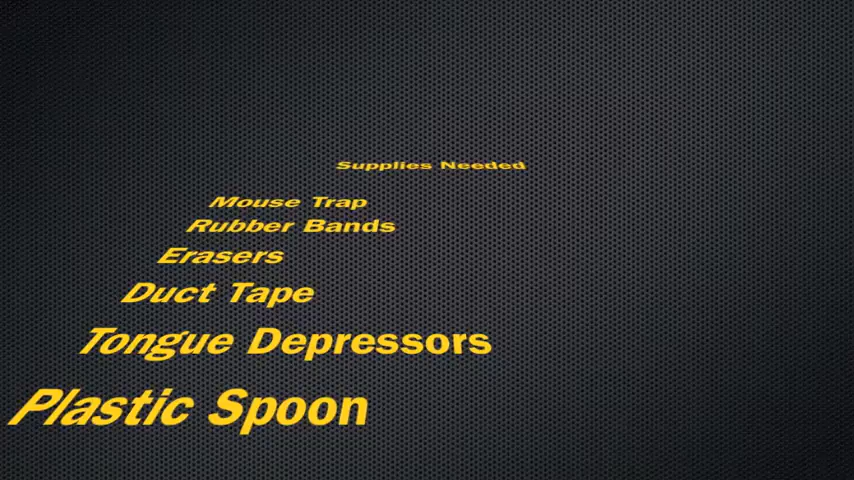 Supplies Needed
Mouse Trap
Rubber Bands
Erasers
Duct Tape
Tongue Depressors
Plastic Spoon